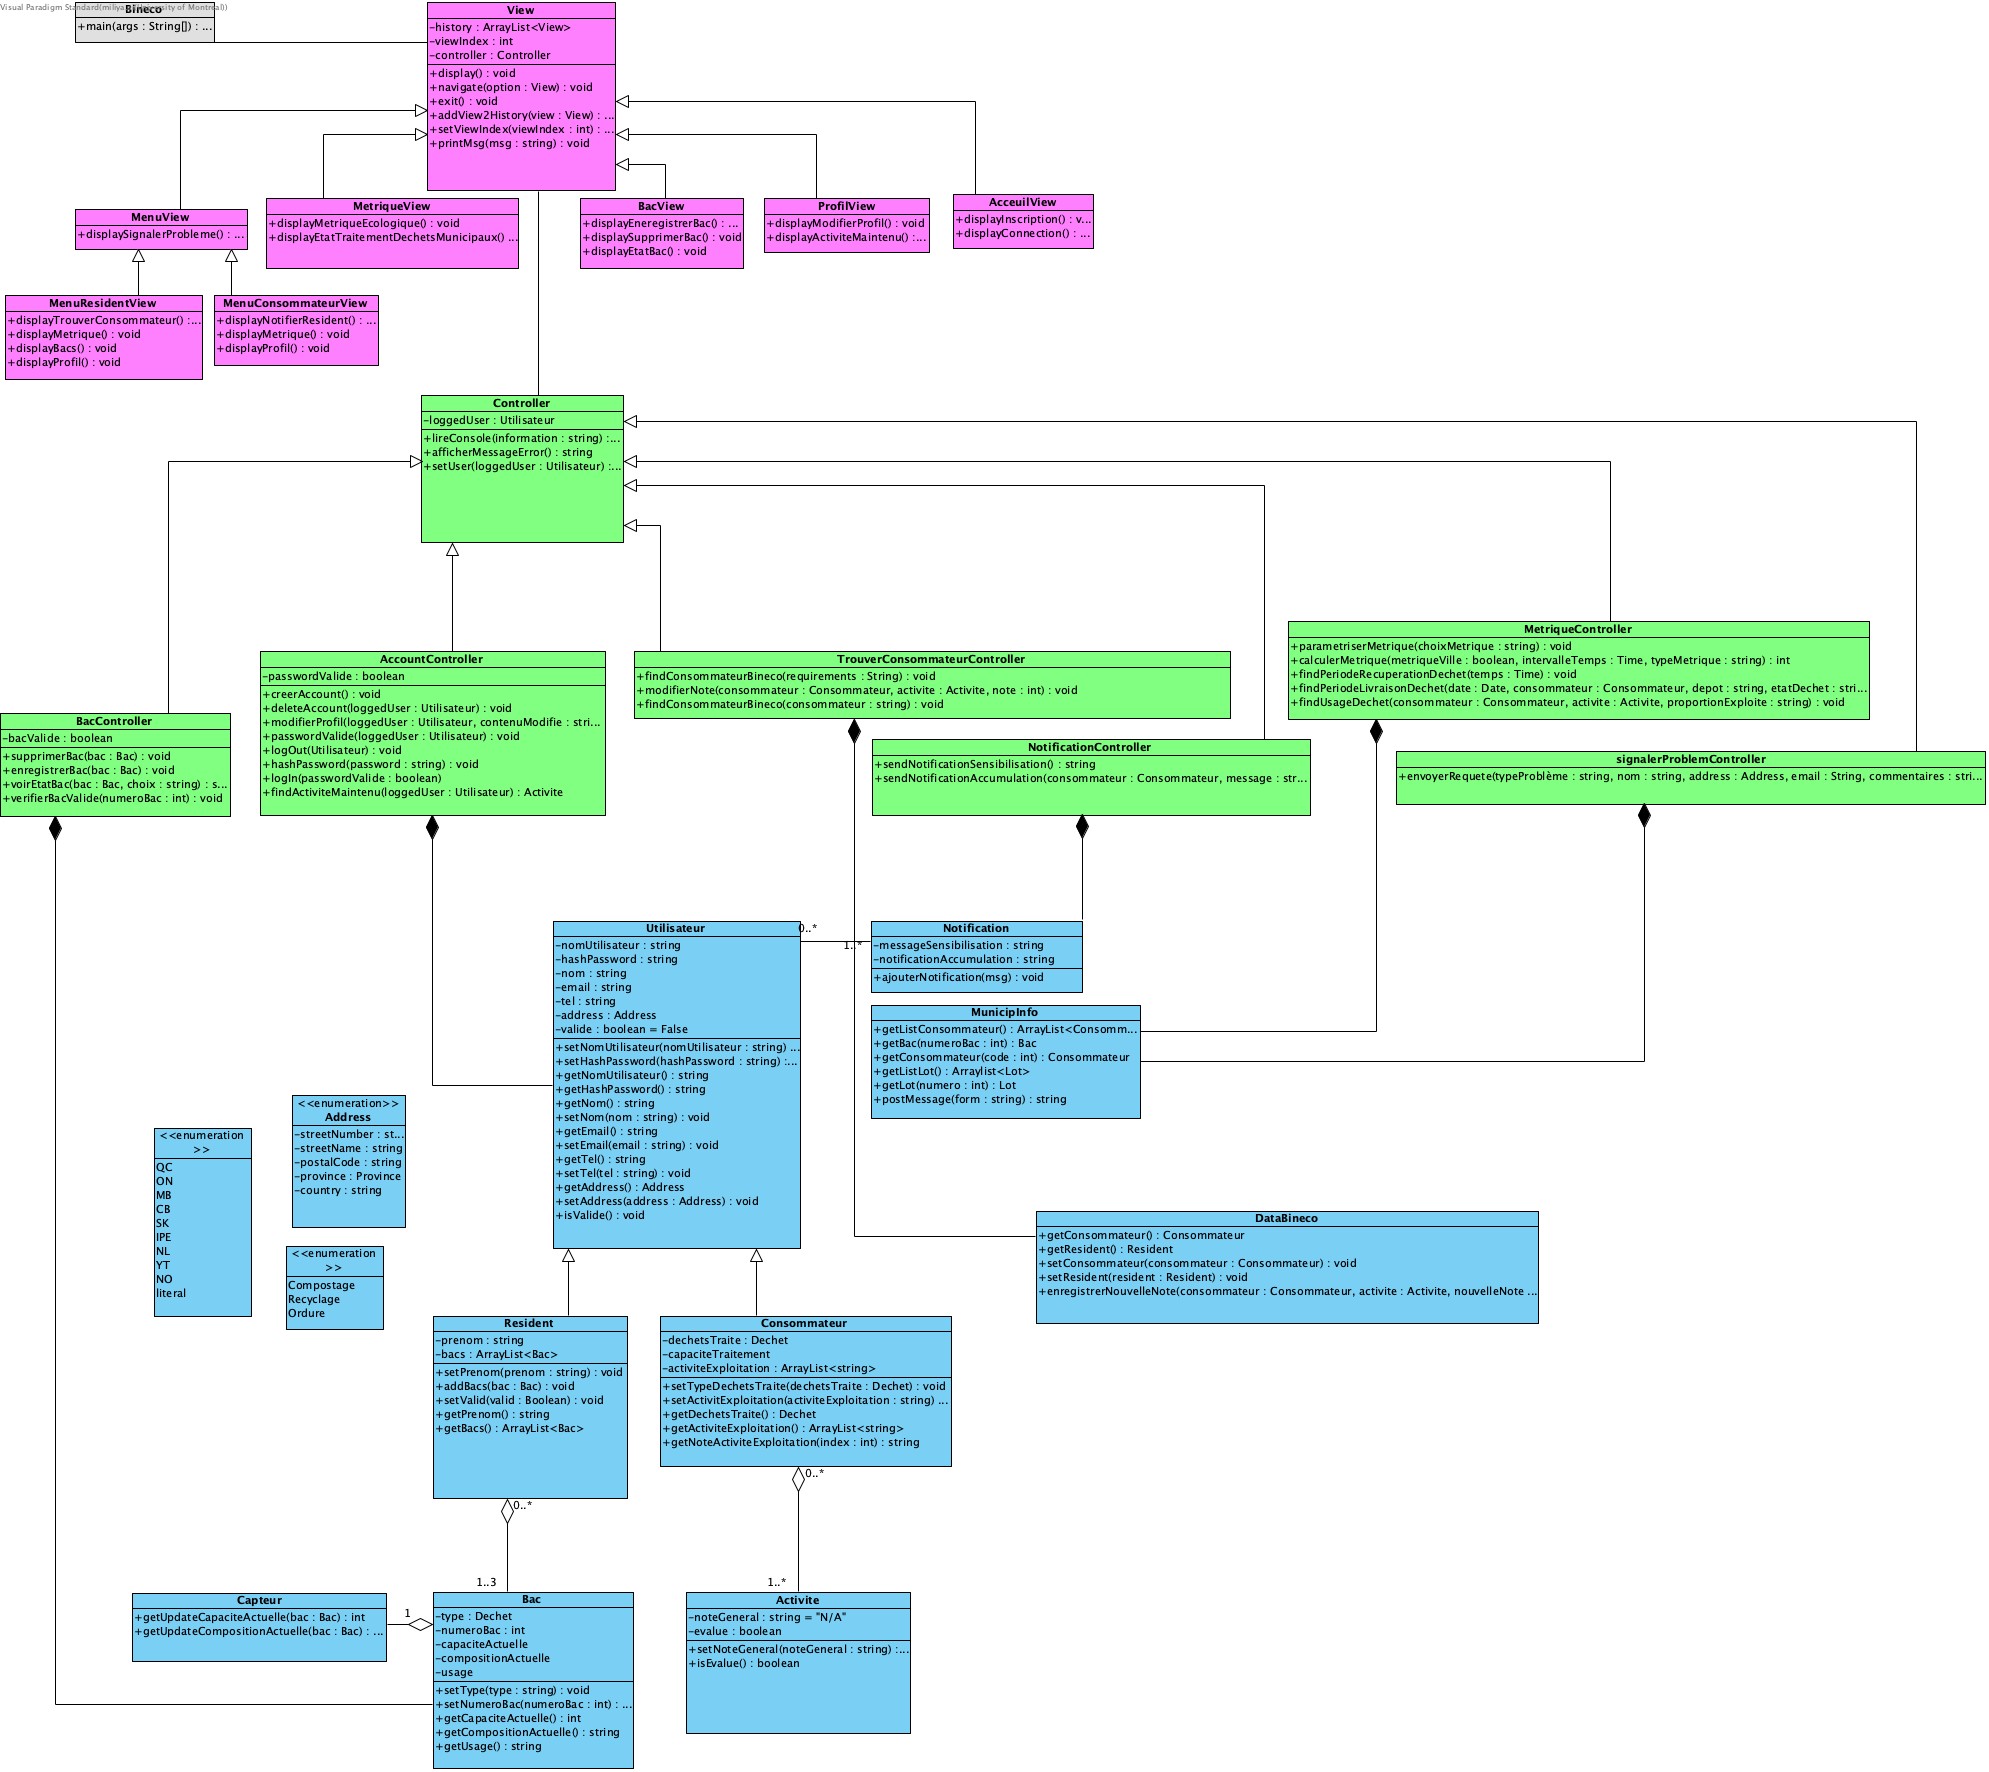 Visual Paradigm Standard(miliya(University of Montreal))
Bineco
+main(args : String[]) : ...
View
-history : ArrayList<View>
-viewIndex : int
-controller : Controller
+display() : void
+navigate(option : View) : void
+exit() : void
+addView2History(view : View) : ...
+setViewIndex(viewIndex : int) : ...
+printMsg(msg : string) : void
MenuView
+displaySignalerProbleme() : ...
MetriqueView
+displayMetriqueEcologique() : void
+displayEtatTraitementDechetsMunicipaux() ...
BacView
+displayEneregistrerBac() : ...
+displaySupprimerBac() : void
+displayEtatBac() : void
ProfilView
+displayModifierProfil() : void
+displayActiviteMaintenu() :...
AcceuilView
+displayInscription() : v...
+displayConnection() : ...
MenuResidentView
+displayTrouverConsommateur() :...
+displayMetrique() : void
+displayBacs() : void
+displayProfil() : void
MenuConsommateurView
+displayNotifierResident() : ...
+displayMetrique() : void
+displayProfil() : void
Controller
-loggedUser : Utilisateur
+lireConsole(information : string) :...
+afficherMessageError() : string
+setUser(loggedUser : Utilisateur) :...
MetriqueController
+parametriserMetrique(choixMetrique : string) : void
+calculerMetrique(metriqueVille : boolean, intervalleTemps : Time, typeMetrique : string) : int
+findPeriodeRecuperationDechet(temps : Time) : void
+findPeriodeLivraisonDechet(date : Date, consommateur : Consommateur, depot : string, etatDechet : stri...
+findUsageDechet(consommateur : Consommateur, activite : Activite, proportionExploite : string) : void
AccountController
-passwordValide : boolean
+creerAccount() : void
+deleteAccount(loggedUser : Utilisateur) : void
+modifierProfil(loggedUser : Utilisateur, contenuModifie : stri...
+passwordValide(loggedUser : Utilisateur) : void
+logOut(Utilisateur) : void
+hashPassword(password : string) : void
+logIn(passwordValide : boolean)
+findActiviteMaintenu(loggedUser : Utilisateur) : Activite
TrouverConsommateurController
+findConsommateurBineco(requirements : String) : void
+modifierNote(consommateur : Consommateur, activite : Activite, note : int) : void
+findConsommateurBineco(consommateur : string) : void
BacController
-bacValide : boolean
+supprimerBac(bac : Bac) : void
+enregistrerBac(bac : Bac) : void
+voirEtatBac(bac : Bac, choix : string) : s...
+verifierBacValide(numeroBac : int) : void
NotificationController
+sendNotificationSensibilisation() : string
+sendNotificationAccumulation(consommateur : Consommateur, message : str...
signalerProblemController
+envoyerRequete(typeProblème : string, nom : string, address : Address, email : String, commentaires : stri...
Utilisateur
-nomUtilisateur : string
-hashPassword : string
-nom : string
-email : string
-tel : string
-address : Address
-valide : boolean = False
+setNomUtilisateur(nomUtilisateur : string) ...
+setHashPassword(hashPassword : string) :...
+getNomUtilisateur() : string
+getHashPassword() : string
+getNom() : string
+setNom(nom : string) : void
+getEmail() : string
+setEmail(email : string) : void
+getTel() : string
+setTel(tel : string) : void
+getAddress() : Address
+setAddress(address : Address) : void
+isValide() : void
0..*
1..*
Notification
-messageSensibilisation : string
-notificationAccumulation : string
+ajouterNotification(msg) : void
MunicipInfo
+getListConsommateur() : ArrayList<Consomm...
+getBac(numeroBac : int) : Bac
+getConsommateur(code : int) : Consommateur
+getListLot() : Arraylist<Lot>
+getLot(numero : int) : Lot
+postMessage(form : string) : string
<<enumeration>>
Address
-streetNumber : st...
-streetName : string
-postalCode : string
-province : Province
-country : string
<<enumeration
>>
QC
ON
MB
CB
SK
IPE
NL
YT
NO
literal
<<enumeration
>>
Compostage
Recyclage
Ordure
DataBineco
+getConsommateur() : Consommateur
+getResident() : Resident
+setConsommateur(consommateur : Consommateur) : void
+setResident(resident : Resident) : void
+enregistrerNouvelleNote(consommateur : Consommateur, activite : Activite, nouvelleNote ...
Resident
-prenom : string
-bacs : ArrayList<Bac>
+setPrenom(prenom : string) : void
+addBacs(bac : Bac) : void
+setValid(valid : Boolean) : void
+getPrenom() : string
+getBacs() : ArrayList<Bac>
Consommateur
-dechetsTraite : Dechet
-capaciteTraitement
-activiteExploitation : ArrayList<string>
+setTypeDechetsTraite(dechetsTraite : Dechet) : void
+setActivitExploitation(activiteExploitation : string) ...
+getDechetsTraite() : Dechet
+getActiviteExploitation() : ArrayList<string>
+getNoteActiviteExploitation(index : int) : string
0..*
0..*
1..3
1..*
Capteur
+getUpdateCapaciteActuelle(bac : Bac) : int
+getUpdateCompositionActuelle(bac : Bac) : ...
1
Bac
-type : Dechet
-numeroBac : int
-capaciteActuelle
-compositionActuelle
-usage
+setType(type : string) : void
+setNumeroBac(numeroBac : int) : ...
+getCapaciteActuelle() : int
+getCompositionActuelle() : string
+getUsage() : string
Activite
-noteGeneral : string = "N/A"
-evalue : boolean
+setNoteGeneral(noteGeneral : string) :...
+isEvalue() : boolean